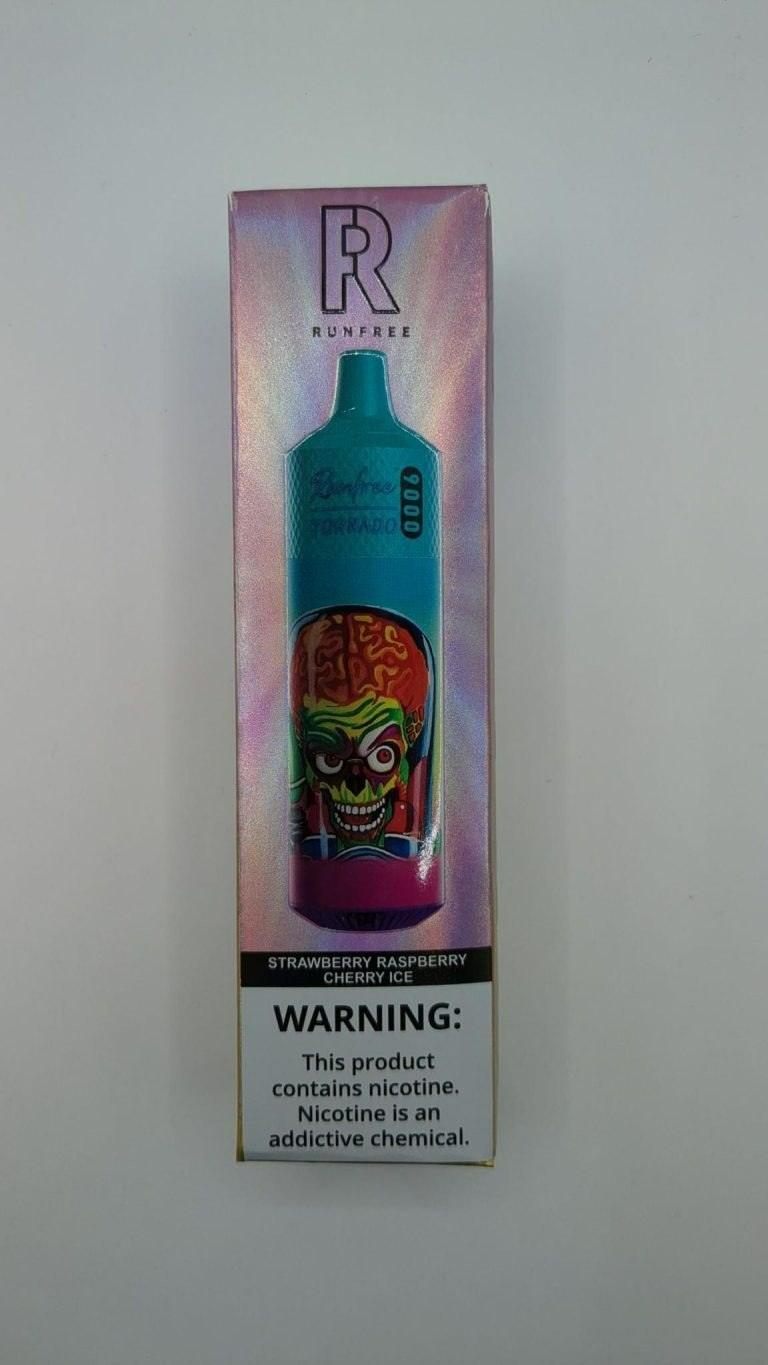 R
RUNFREE
Runfree
TORNADO
9000
STRAWBERRY RASPBERRY
CHERRY ICE
WARNING:
This product
contains nicotine.
Nicotine is an
addictive chemical.